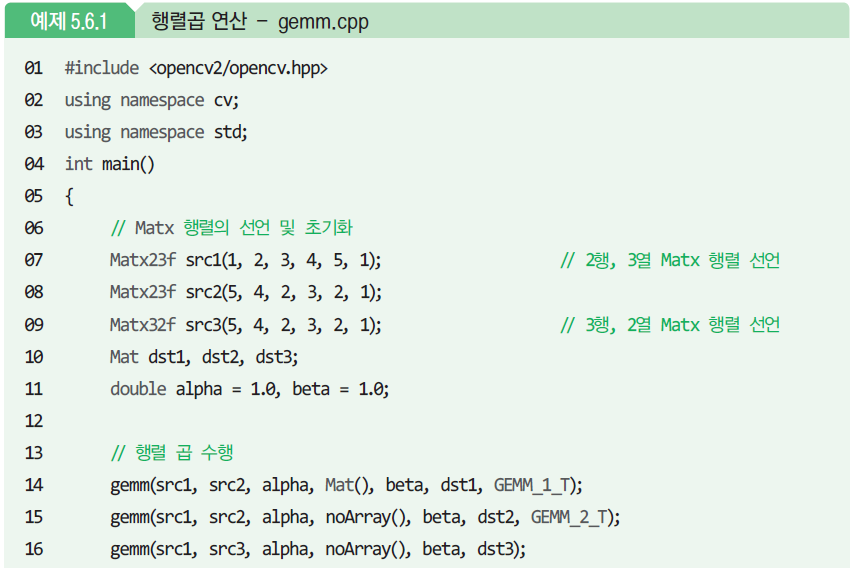 예제 5.6.1 행렬곱 연산 - gemm.cpp
01 #include <opencv2/opencv.hpp>
02 using namespace cv;
03 using namespace std;
04 int main()
05 {
06 // Matx 행렬의 선언 및 초기화
07 Matx23f src1(1, 2, 3, 4, 5, 1); // 2행, 3열 Matx 행렬 선언
08 Matx23f src2(5, 4, 2, 3, 2, 1);
09 Matx32f src3(5, 4, 2, 3, 2, 1); // 3행, 2열 Matx 행렬 선언
10 Mat dst1, dst2, dst3;
11 double alpha = 1.0, beta = 1.0;
12
13 // 행렬 곱 수행
14 gemm(src1, src2, alpha, Mat(), beta, dst1, GEMM_1_T);
15 gemm(src1, src2, alpha, noArray(), beta, dst2, GEMM_2_T);
16 gemm(src1, src3, alpha, noArray(), beta, dst3);